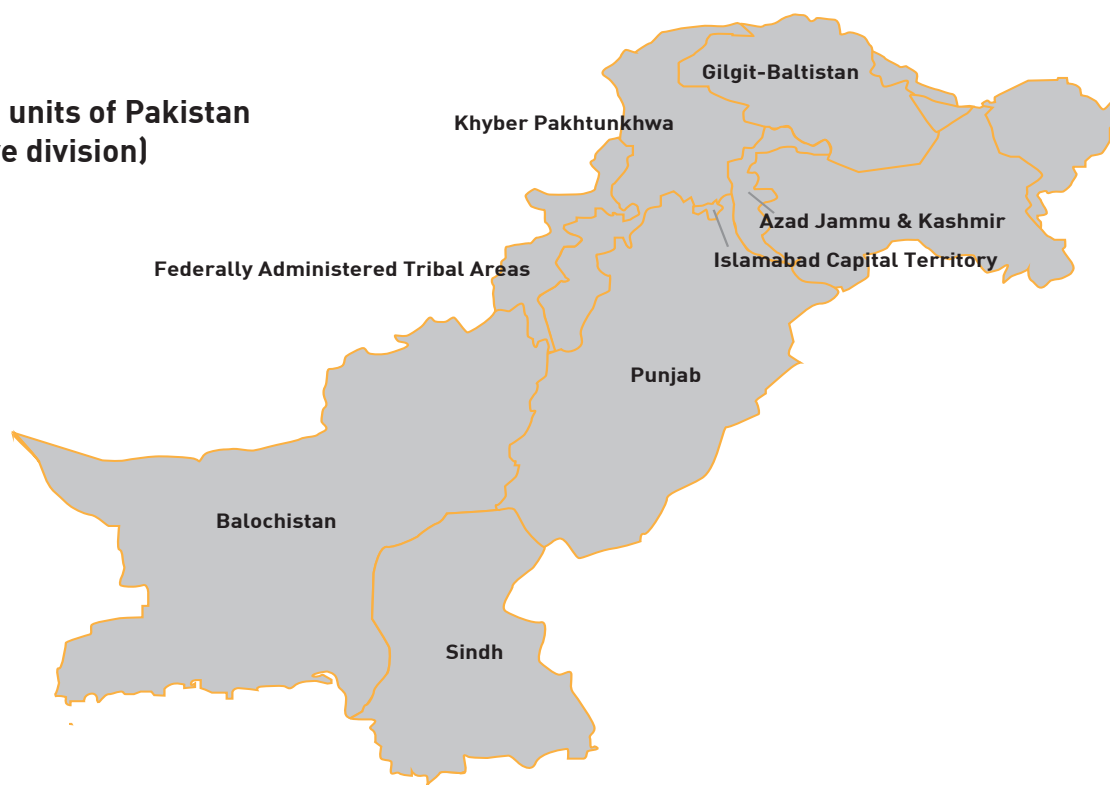 units of Pakistan
e division)
Gilgit-Baltistan
Khyber Pakhtunkhwa
Azad Jammu & Kashmir
Islamabad Capital Territory
Federally Administered Tribal Areas
Punjab
Balochistan
Sindh